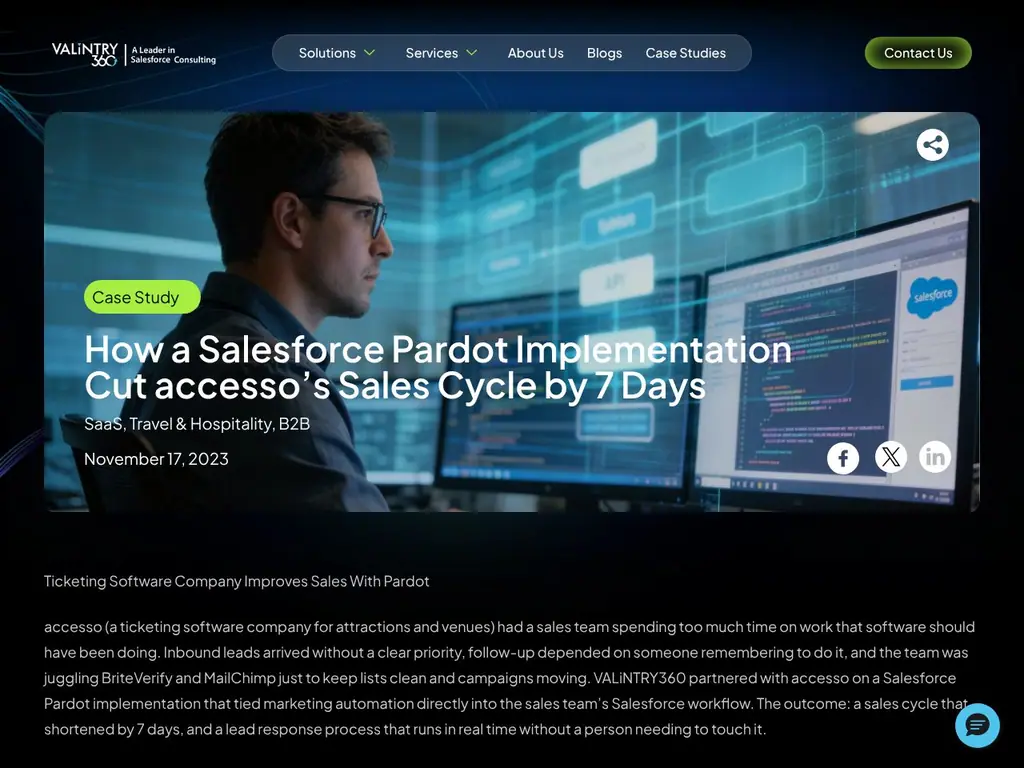 VALiNTRY
360
A Leader in
Salesforce Consulting
Solutions
Services
About Us
Blogs
Case Studies
Contact Us
API
salesforce
Case Study
How a Salesforce Pardot Implementation
Cut accesso’s Sales Cycle by 7 Days
SaaS, Travel & Hospitality, B2B
November 17, 2023
Ticketing Software Company Improves Sales With Pardot
accesso (a ticketing software company for attractions and venues) had a sales team spending too much time on work that software should
have been doing. Inbound leads arrived without a clear priority, follow-up depended on someone remembering to do it, and the team was
juggling BriteVerify and MailChimp just to keep lists clean and campaigns moving. VALiNTRY360 partnered with accesso on a Salesforce
Pardot implementation that tied marketing automation directly into the sales team’s Salesforce workflow. The outcome: a sales cycle that
shortened by 7 days, and a lead response process that runs in real time without a person needing to touch it.